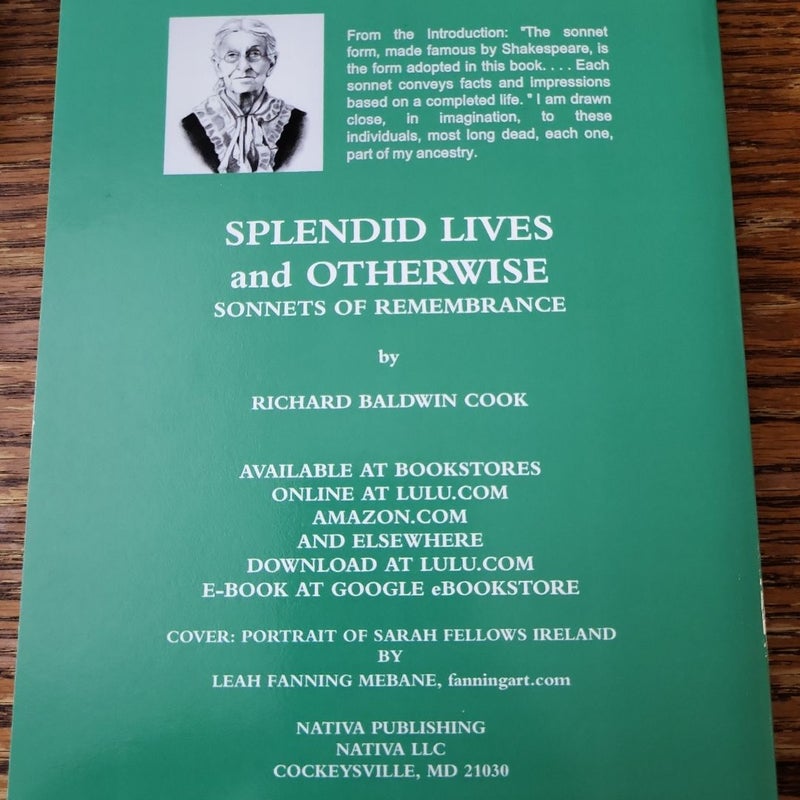 From the Introduction: "The sonnet
form, made famous by Shakespeare, is
the form adopted in this book. . . . Each
sonnet conveys facts and impressions
based on a completed life. " I am drawn
close, in imagination, to these
individuals, most long dead, each one,
part of my ancestry.
SPLENDID LIVES
and OTHERWISE
SONNETS OF REMEMBRANCE
by
RICHARD BALDWIN COOK
AVAILABLE AT BOOKSTORES
ONLINE AT LULU.COM
AMAZON.COM
AND ELSEWHERE
DOWNLOAD AT LULU.COM
E-BOOK AT GOOGLE eBOOKSTORE
COVER: PORTRAIT OF SARAH FELLOWS IRELAND
BY
LEAH FANNING MEBANE, fanningart.com
NATIVA PUBLISHING
NATIVA LLC
COCKEYSVILLE, MD 21030